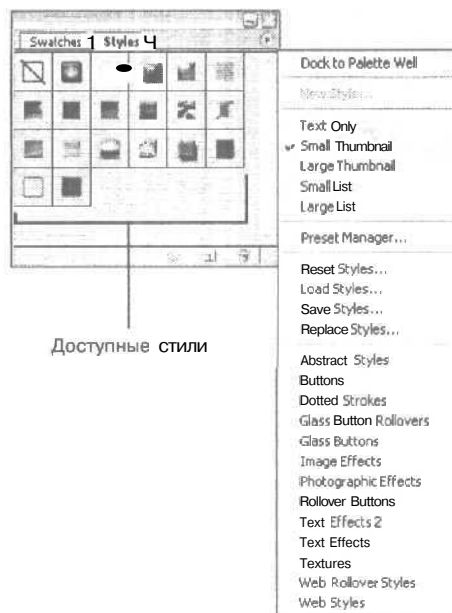 Swatches 1 Styles Ч
Dock to Palette Well
New Style...
Text Only
Small Thumbnail
Large Thumbnail
Small List
Large List
Preset Manager...
Reset Styles...
Load Styles...
Save Styles...
Replace Styles...
Abstract Styles
Buttons
Dotted Strokes
Glass Button Rollovers
Glass Buttons
Image Effects
Photographic Effects
Rollover Buttons
Text Effects 2
Text Effects
Textures
Web Rollover Styles
Web Styles
Доступные стили